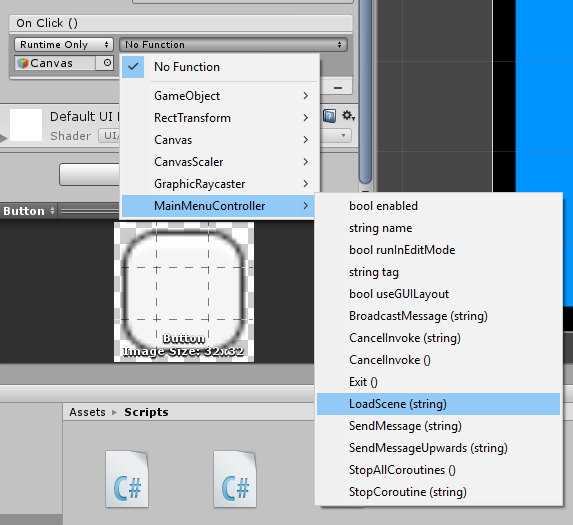 On Click ()
Runtime Only
No Function
Canvas
No Function
GameObject
RectTransform
Canvas
CanvasScaler
GraphicRaycaster
MainMenuController
Default UI
Shader UI/
Button
bool enabled
string name
bool runInEditMode
string tag
bool useGUILayout
BroadcastMessage (string)
CancelInvoke (string)
CancelInvoke ()
Exit ()
LoadScene (string)
SendMessage (string)
SendMessageUpwards (string)
StopAllCoroutines ()
StopCoroutine (string)
Button
Image Size: 32x32
Assets ▸ Scripts
C#
C#